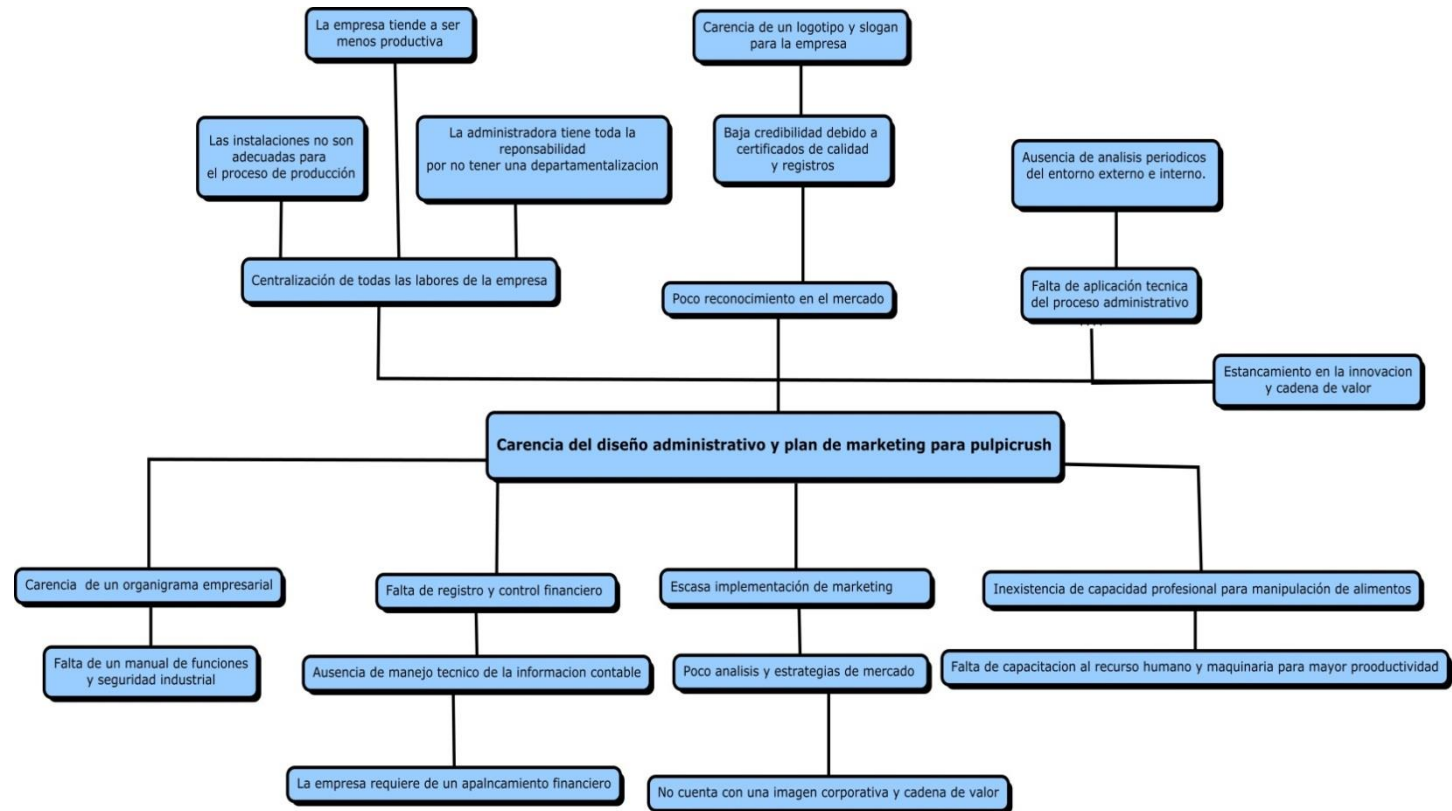 La empresa tiende a ser
menos productiva
Carencia de un logotipo y slogan
para la empresa
Las instalaciones no son
adecuadas para
el proceso de producción
La administradora tiene toda la
reponsabilidad
por no tener una departamentalizacion
Baja credibilidad debido a
certificados de calidad
y registros
Ausencia de analisis periodicos
del entorno externo e interno.
Centralización de todas las labores de la empresa
Poco reconocimiento en el mercado
Falta de aplicación tecnica
del proceso administrativo
Estancamiento en la innovacion
y cadena de valor
Carencia del diseño administrativo y plan de marketing para pulpicrush
Carencia de un organigrama empresarial
Falta de registro y control financiero
Escasa implementación de marketing
Inexistencia de capacidad profesional para manipulación de alimentos
Falta de un manual de funciones
y seguridad industrial
Ausencia de manejo tecnico de la informacion contable
Poco analisis y estrategias de mercado
Falta de capacitacion al recurso humano y maquinaria para mayor prooductividad
La empresa requiere de un apalncamiento financiero
No cuenta con una imagen corporativa y cadena de valor